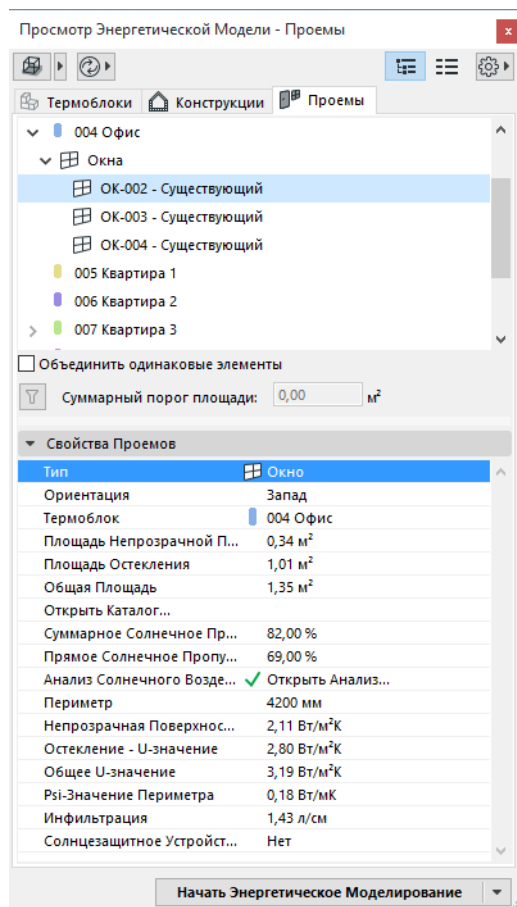 Просмотр Энергетической Модели - Проемы
Термоблоки Конструкции Проемы
004 Офис
Окна
ОК-002 - Существующий
ОК-003 - Существующий
ОК-004 - Существующий
005 Квартира 1
006 Квартира 2
007 Квартира 3
Объединить одинаковые элементы
Суммарный порог площади: 0,00 м²
Свойства Проемов
Тип Окно
Ориентация Запад
Термоблок 004 Офис
Площадь Непрозрачной П... 0,34 м²
Площадь Остекления 1,01 м²
Общая Площадь 1,35 м²
Открыть Каталог...
Суммарное Солнечное Пр... 82,00 %
Прямое Солнечное Пропу... 69,00 %
Анализ Солнечного Возде... Открыть Анализ...
Периметр 4200 мм
Непрозрачная Поверхнос... 2,11 Вт/м²К
Остекление - U-значение 2,80 Вт/м²К
Общее U-значение 3,19 Вт/м²К
Psi-Значение Периметра 0,18 Вт/мК
Инфильтрация 1,43 л/см
Солнцезащитное Устройст... Нет
Начать Энергетическое Моделирование